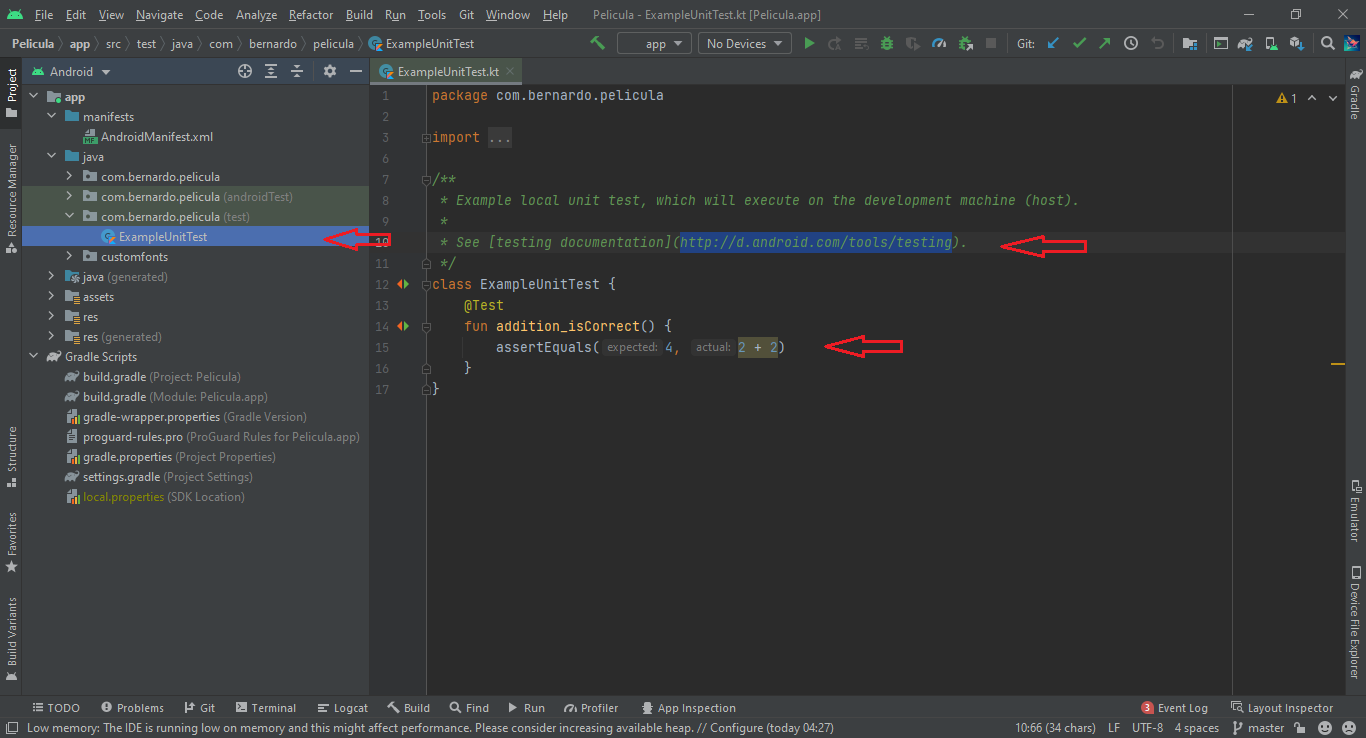 File Edit View Navigate Code Analyze Refactor Build Run Tools Git Window Help Pelicula - ExampleUnitTest.kt [Pelicula.app]
Pelicula app src test java com bernardo pelicula ExampleUnitTest app No Devices Git:
Project
Resource Manager
Structure
Favorites
Build Variants
Android
app
manifests
AndroidManifest.xml
java
com.bernardo.pelicula
com.bernardo.pelicula (androidTest)
com.bernardo.pelicula (test)
ExampleUnitTest
customfonts
java (generated)
assets
res
res (generated)
Gradle Scripts
build.gradle (Project: Pelicula)
build.gradle (Module: Pelicula.app)
gradle-wrapper.properties (Gradle Version)
proguard-rules.pro (ProGuard Rules for Pelicula.app)
gradle.properties (Project Properties)
settings.gradle (Project Settings)
local.properties (SDK Location)
ExampleUnitTest.kt
1 package com.bernardo.pelicula
2
3 import ...
6
7 /**
8 * Example local unit test, which will execute on the development machine (host).
9 *
10 * See [testing documentation](http://d.android.com/tools/testing).
11 */
12 class ExampleUnitTest {
13 @Test
14 fun addition_isCorrect() {
15 assertEquals( expected: 4, actual: 2 + 2)
16 }
17 }
1
Gradle
Emulator
Device File Explorer
TODO Problems Git Terminal Logcat Build Find Run Profiler App Inspection 3 Event Log Layout Inspector
Low memory: The IDE is running low on memory and this might affect performance. Please consider increasing available heap. // Configure (today 04:27) 10:66 (34 chars) LF UTF-8 4 spaces master